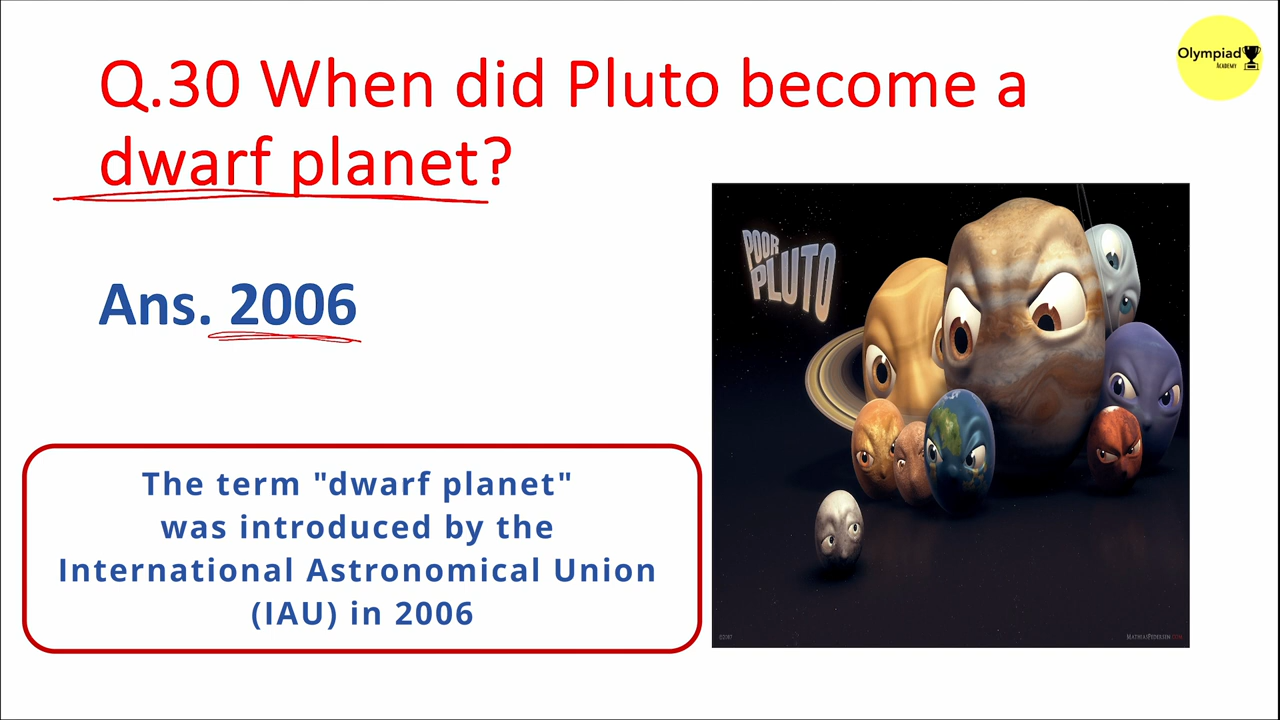 Q.30 When did Pluto become a
dwarf planet?
Olympiad
ACADEMY
Ans. 2006
POOR
PLUTO
The term "dwarf planet"
was introduced by the
International Astronomical Union
(IAU) in 2006